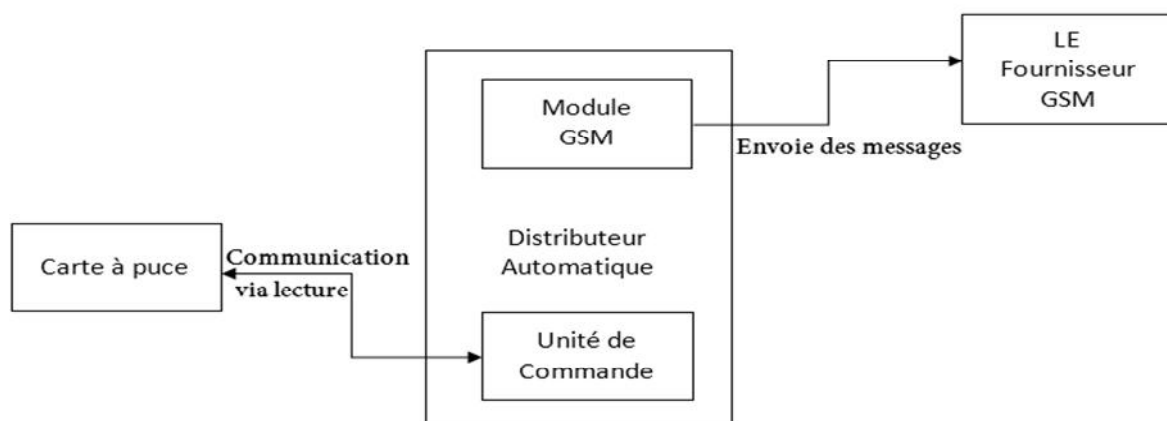 LE
Fournisseur
GSM
Module
GSM
Envoie des messages
Distributeur
Automatique
Carte à puce
Communication
via lecture
Unité de
Commande